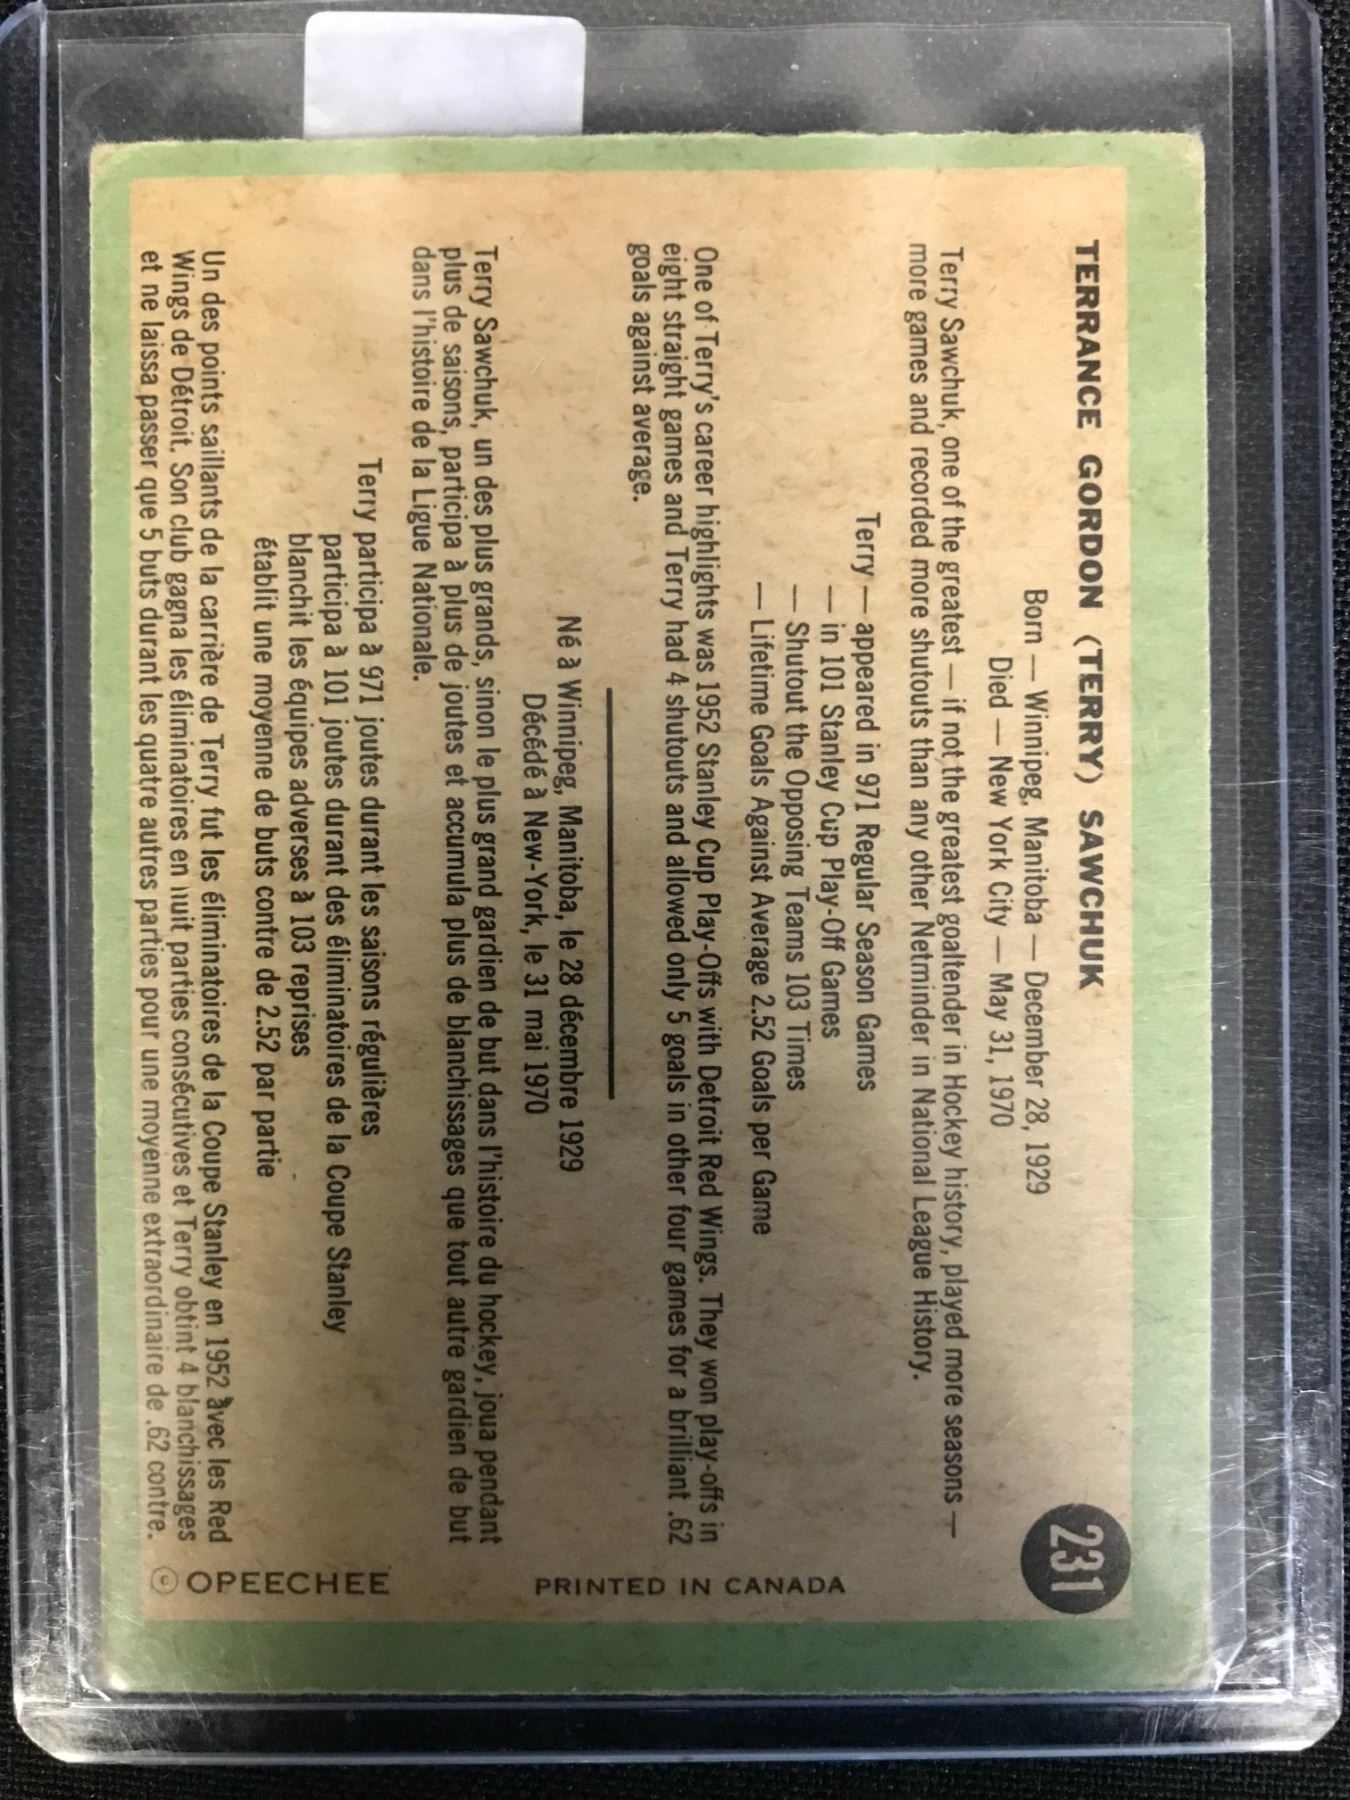 TERRANCE GORDON (TERRY) SAWCHUK
231
Born — Winnipeg, Manitoba — December 28, 1929
Died — New York City — May 31, 1970
Terry Sawchuk, one of the greatest — if not the greatest goaltender in Hockey history, played more seasons —
more games and recorded more shutouts than any other Netminder in National League History.
Terry — appeared in 971 Regular Season Games
— in 101 Stanley Cup Play-Off Games
— Shutout the Opposing Teams 103 Times
— Lifetime Goals Against Average 2.52 Goals per Game
One of Terry's career highlights was 1952 Stanley Cup Play-Offs with Detroit Red Wings. They won play-offs in
eight straight games and Terry had 4 shutouts and allowed only 5 goals in other four games for a brilliant .62
goals against average.
Né à Winnipeg, Manitoba, le 28 décembre 1929
Décédé à New-York, le 31 mai 1970
Terry Sawchuk, un des plus grands, sinon le plus grand gardien de but dans l'histoire du hockey, joua pendant
plus de saisons, participa à plus de joutes et accumula plus de blanchissages que tout autre gardien de but
dans l'histoire de la Ligue Nationale.
Terry participa à 971 joutes durant les saisons régulières
participa à 101 joutes durant des éliminatoires de la Coupe Stanley
blanchit les équipes adverses à 103 reprises
établit une moyenne de buts contre de 2.52 par partie
Un des points saillants de la carrière de Terry fut les éliminatoires de la Coupe Stanley en 1952 avec les Red
Wings de Détroit. Son club gagna les éliminatoires en huit parties consécutives et Terry obtint 4 blanchissages
et ne laissa passer que 5 buts durant les quatre autres parties pour une moyenne extraordinaire de .62 contre.
PRINTED IN CANADA
© OPEECHEE